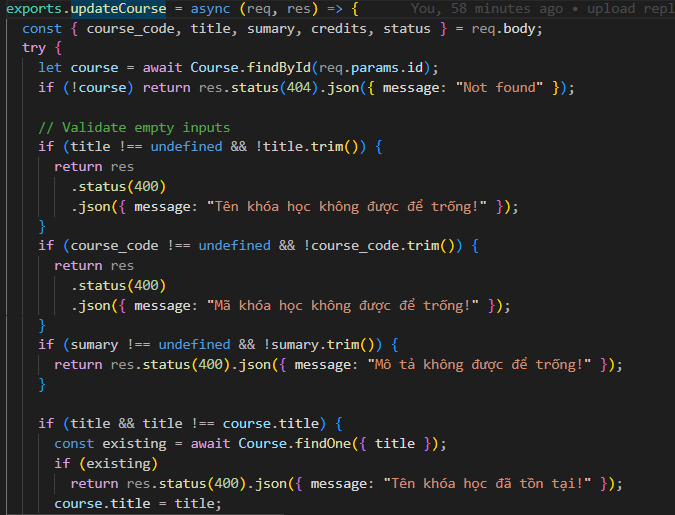 exports.updateCourse = async (req, res) => { You, 58 minutes ago • upload repl
const { course_code, title, sumary, credits, status } = req.body;
try {
let course = await Course.findById(req.params.id);
if (!course) return res.status(404).json({ message: "Not found" });
// Validate empty inputs
if (title !== undefined && !title.trim()) {
return res
.status(400)
.json({ message: "Tên khóa học không được để trống!" });
}
if (course_code !== undefined && !course_code.trim()) {
return res
.status(400)
.json({ message: "Mã khóa học không được để trống!" });
}
if (sumary !== undefined && !sumary.trim()) {
return res.status(400).json({ message: "Mô tả không được để trống!" });
}
if (title && title !== course.title) {
const existing = await Course.findOne({ title });
if (existing)
return res.status(400).json({ message: "Tên khóa học đã tồn tại!" });
course.title = title;